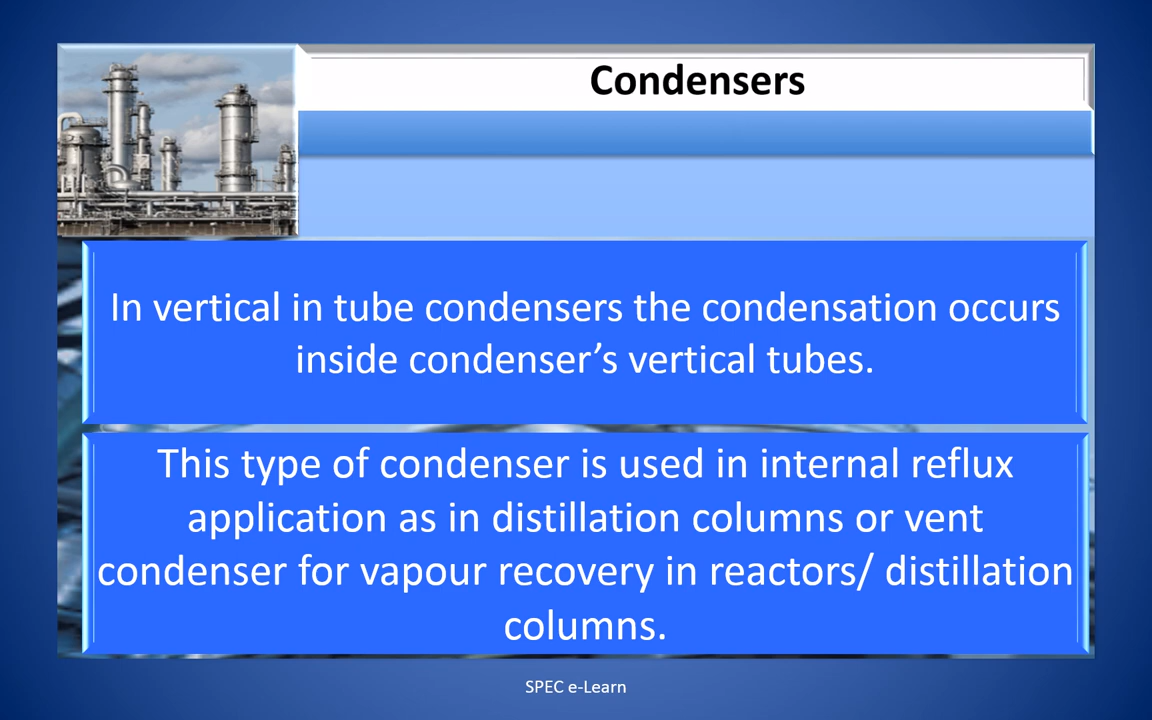 Condensers
In vertical in tube condensers the condensation occurs
inside condenser’s vertical tubes.
This type of condenser is used in internal reflux
application as in distillation columns or vent
condenser for vapour recovery in reactors/ distillation
columns.
SPEC e-Learn